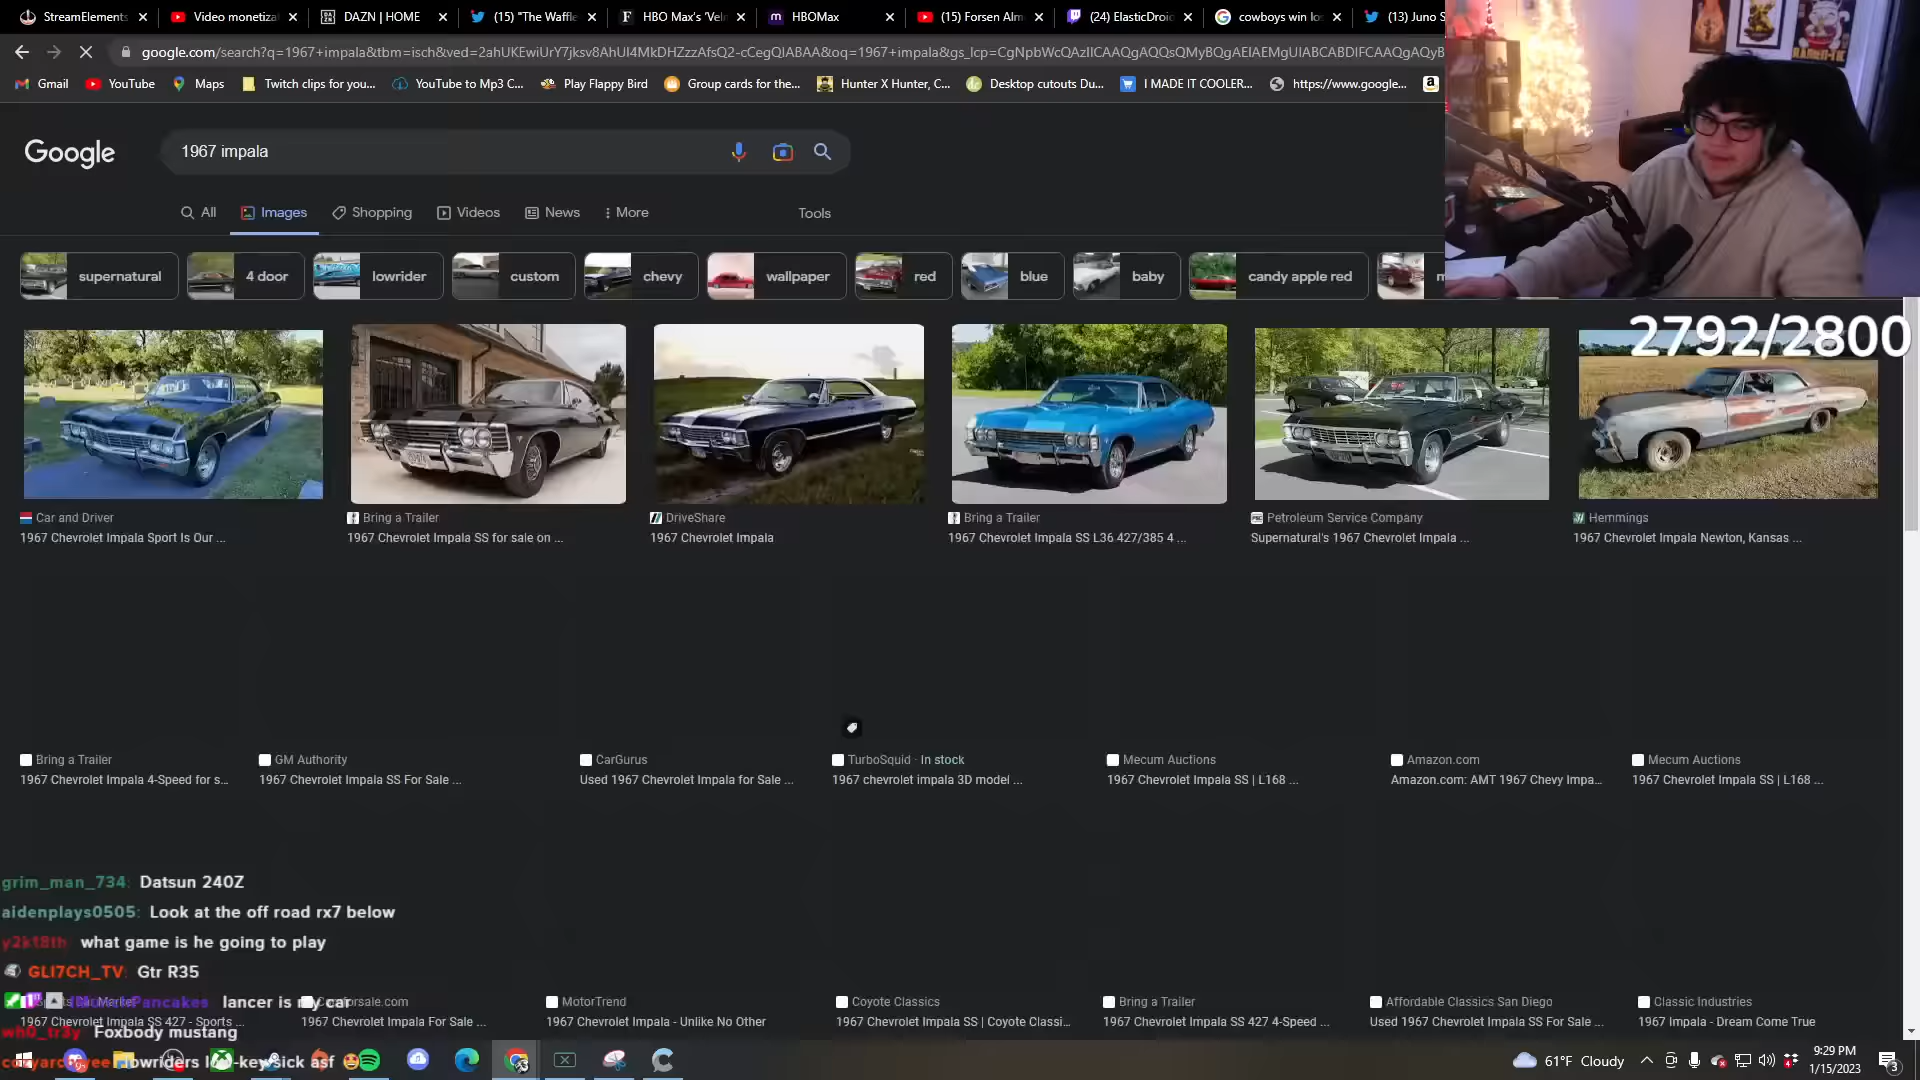 StreamElements
Video monetiza
DAZN | HOME
(15) "The Waffle
HBO Max's 'Veln
HBOMax
(15) Forsen Alm
(24) ElasticDroid
cowboys win los
(13) Juno S
google.com/search?q=1967+impala&tbm=isch&ved=2ahUKEwiUrY7jksv8AhUI4MkDHZzzAfsQ2-cCegQIABAA&oq=1967+impala&gs_lcp=CgNpbWcQAzIICAAQgAQQsQMyBQgAEIAEMgUIABCABDIFCAAQgAQyB
Gmail
YouTube
Maps
Twitch clips for you...
YouTube to Mp3 C...
Play Flappy Bird
Group cards for the...
Hunter X Hunter, C...
Desktop cutouts Du...
I MADE IT COOLER...
https://www.google...
Google
1967 impala
All
Images
Shopping
Videos
News
More
Tools
supernatural
4 door
lowrider
custom
chevy
wallpaper
red
blue
baby
candy apple red
m
2792/2800
Car and Driver
1967 Chevrolet Impala Sport Is Our ...
Bring a Trailer
1967 Chevrolet Impala SS for sale on ...
DriveShare
1967 Chevrolet Impala
Bring a Trailer
1967 Chevrolet Impala SS L36 427/385 4 ...
Petroleum Service Company
Supernatural's 1967 Chevrolet Impala ...
Hemmings
1967 Chevrolet Impala Newton, Kansas ...
Bring a Trailer
1967 Chevrolet Impala 4-Speed for s...
GM Authority
1967 Chevrolet Impala SS For Sale ...
CarGurus
Used 1967 Chevrolet Impala for Sale ...
TurboSquid · In stock
1967 chevrolet impala 3D model ...
Mecum Auctions
1967 Chevrolet Impala SS | L168 ...
Amazon.com
Amazon.com: AMT 1967 Chevy Impa...
Mecum Auctions
1967 Chevrolet Impala SS | L168 ...
grim_man_734: Datsun 240Z
aidenplays0505: Look at the off road rx7 below
y2k18th: what game is he going to play
GLI7CH_TV: Gtr R35
lancer is my car
wh0_tr3y: Foxbody mustang
lowriders low-key sick asf
1967 Chevrolet Impala SS 427 - Sports ...
1967 Chevrolet Impala For Sale ...
MotorTrend
1967 Chevrolet Impala - Unlike No Other
Coyote Classics
1967 Chevrolet Impala SS | Coyote Classi...
Bring a Trailer
1967 Chevrolet Impala SS 427 4-Speed ...
Affordable Classics San Diego
Used 1967 Chevrolet Impala SS For Sale ...
Classic Industries
1967 Impala - Dream Come True
61°F Cloudy
9:29 PM
1/15/2023
3